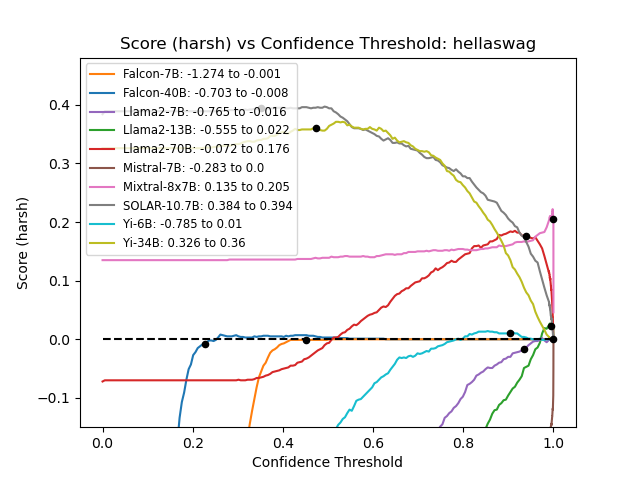 Score (harsh) vs Confidence Threshold: hellaswag
Score (harsh)
0.4
0.3
0.2
0.1
0.0
−0.1
Falcon-7B: -1.274 to -0.001
Falcon-40B: -0.703 to -0.008
Llama2-7B: -0.765 to -0.016
Llama2-13B: -0.555 to 0.022
Llama2-70B: -0.072 to 0.176
Mistral-7B: -0.283 to 0.0
Mixtral-8x7B: 0.135 to 0.205
SOLAR-10.7B: 0.384 to 0.394
Yi-6B: -0.785 to 0.01
Yi-34B: 0.326 to 0.36
0.0 0.2 0.4 0.6 0.8 1.0
Confidence Threshold